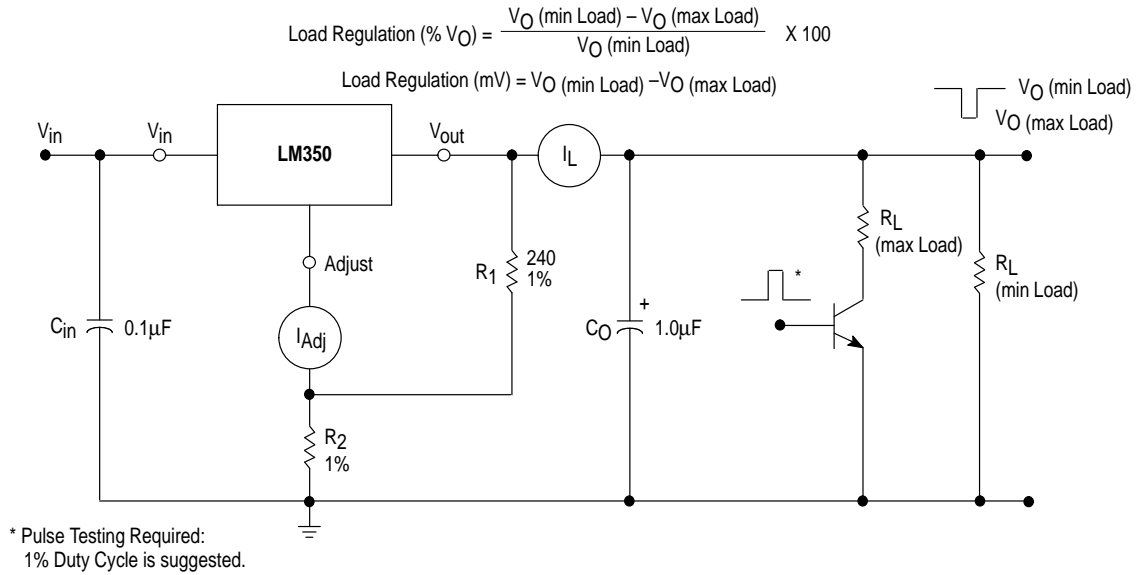 Load Regulation (% VO) = VO (min Load) – VO (max Load)
VO (min Load)
X 100
Load Regulation (mV) = VO (min Load) –VO (max Load)
VO (min Load)
VO (max Load)
Vin
Vin
LM350
Vout
IL
RL
(max Load)
RL
(min Load)
Adjust
R1
240
1%
*
Cin
0.1µF
IAdj
CO
+
1.0µF
R2
1%
* Pulse Testing Required:
1% Duty Cycle is suggested.